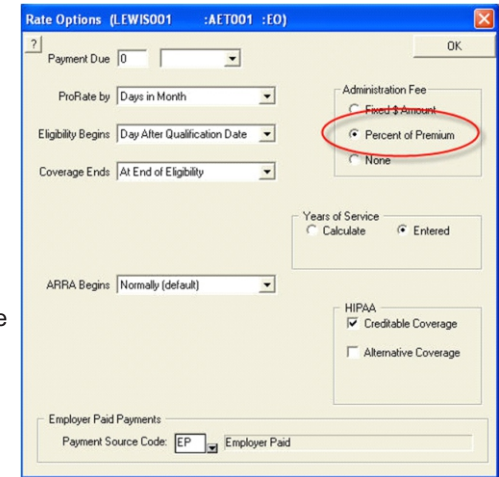 Rate Options (LEWIS001 :AET001 :EO)
?
OK
Payment Due 0
ProRate by Days in Month
Eligibility Begins Day After Qualification Date
Coverage Ends At End of Eligibility
Administration Fee
Fixed $ Amount
Percent of Premium
None
Years of Service
Calculate Entered
ARRA Begins Normally (default)
e
HIPAA
Creditable Coverage
Alternative Coverage
Employer Paid Payments
Payment Source Code: EP Employer Paid